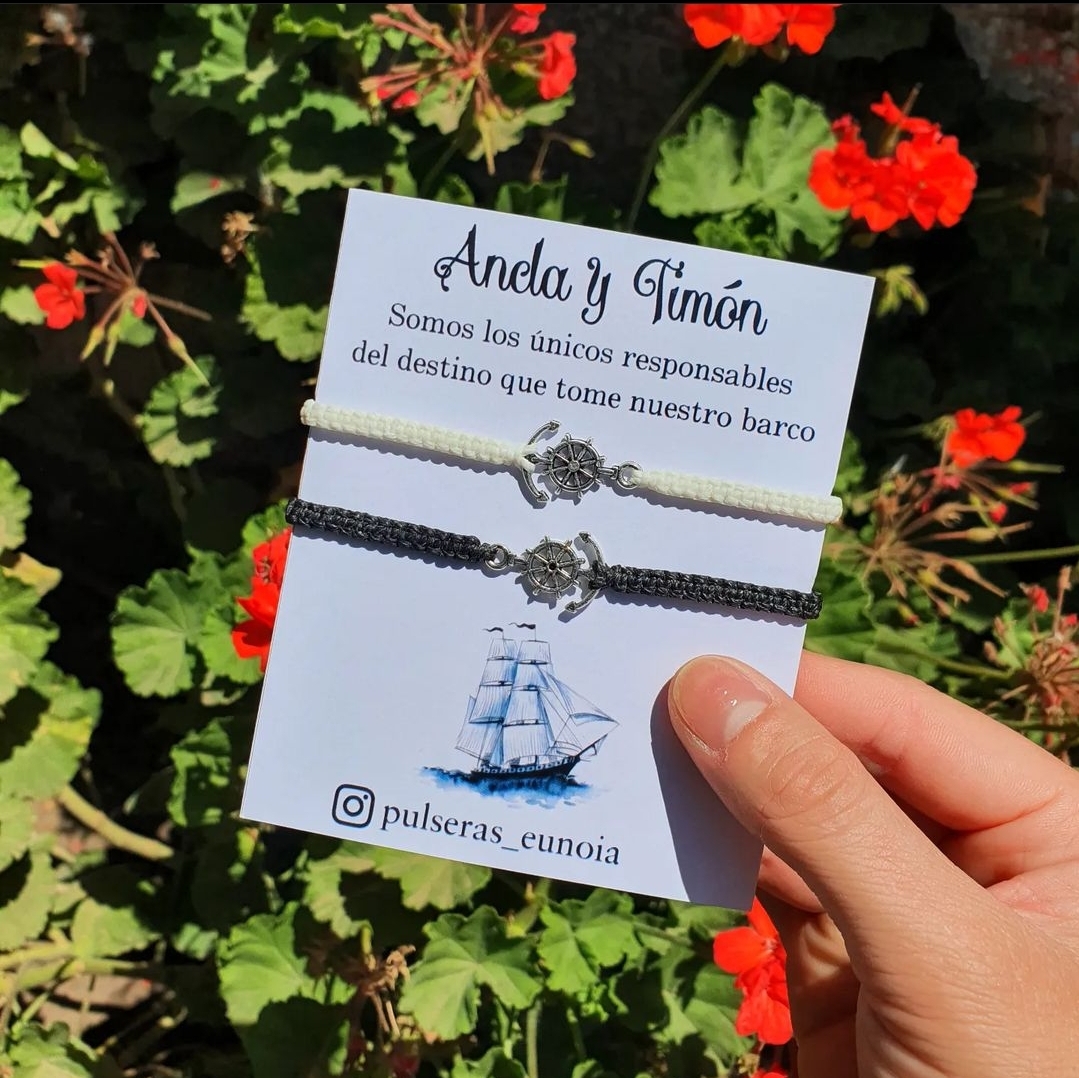 Ancla y Timón
Somos los únicos responsables
del destino que tome nuestro barco
pulseras_eunoia